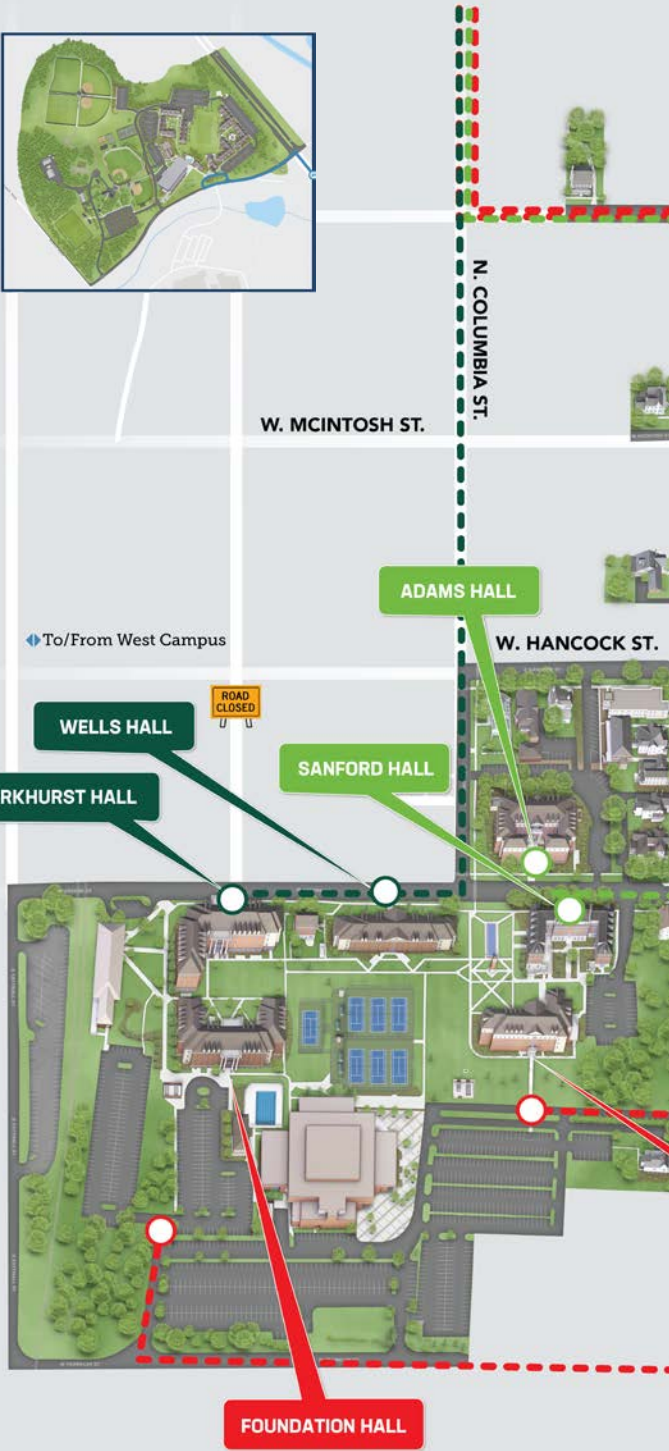 N. COLUMBIA ST.
W. MCINTOSH ST.
ADAMS HALL
To/From West Campus
W. HANCOCK ST.
ROAD
CLOSED
WELLS HALL
SANFORD HALL
RKHURST HALL
FOUNDATION HALL